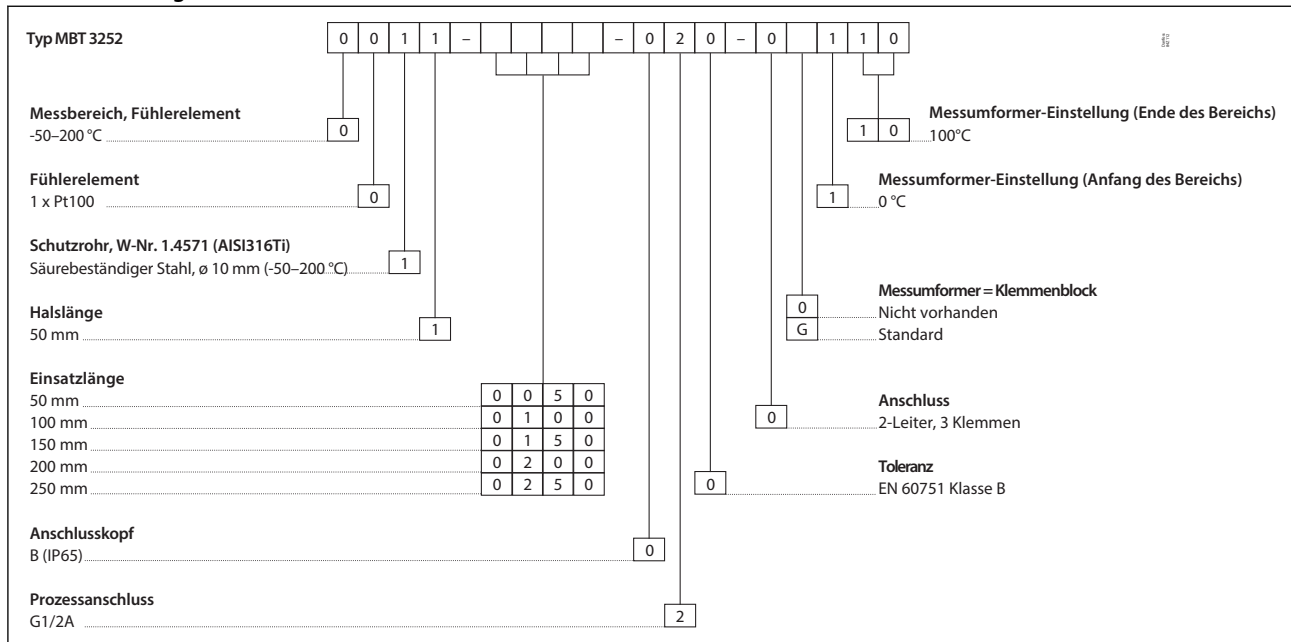 Typ MBT 3252
0 0 1 1 – – 0 2 0 – 0 1 1 0
Messbereich, Fühlerelement
-50–200 °C 0
Fühlerelement
1 x Pt100 0
Schutzrohr, W-Nr. 1.4571 (AISI316Ti)
Säurebeständiger Stahl, ø 10 mm (-50–200 °C) 1
Halslänge
50 mm 1
Einsatzlänge
50 mm 0 0 5 0
100 mm 0 1 0 0
150 mm 0 1 5 0
200 mm 0 2 0 0
250 mm 0 2 5 0
Anschlusskopf
B (IP65) 0
Prozessanschluss
G1/2A 2
Messumformer-Einstellung (Ende des Bereichs)
1 0 100°C
Messumformer-Einstellung (Anfang des Bereichs)
1 0 °C
Messumformer = Klemmenblock
0 Nicht vorhanden
G Standard
Anschluss
0 2-Leiter, 3 Klemmen
Toleranz
0 EN 60751 Klasse B